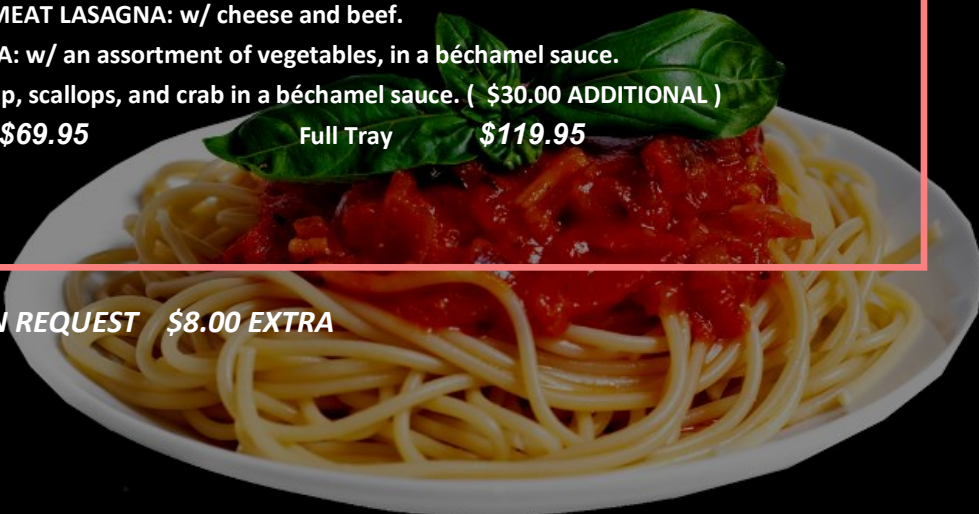 MEAT LASAGNA: w/ cheese and beef.
A: w/ an assortment of vegetables, in a béchamel sauce.
p, scallops, and crab in a béchamel sauce. ( $30.00 ADDITIONAL )
$69.95 Full Tray $119.95
N REQUEST $8.00 EXTRA